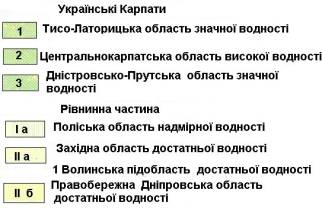 Українські Карпати
1 Тисо-Латорицька область значної водності
2 Центральнокарпатська область високої водності
3 Дністровсько-Прутська область значної
водності
Рівнинна частина
I а Поліська область надмірної водності
II а Західна область достатньої водності
1 Волинська підобласть достатньої водності
II б Правобережна Дніпровська область
достатньої водності